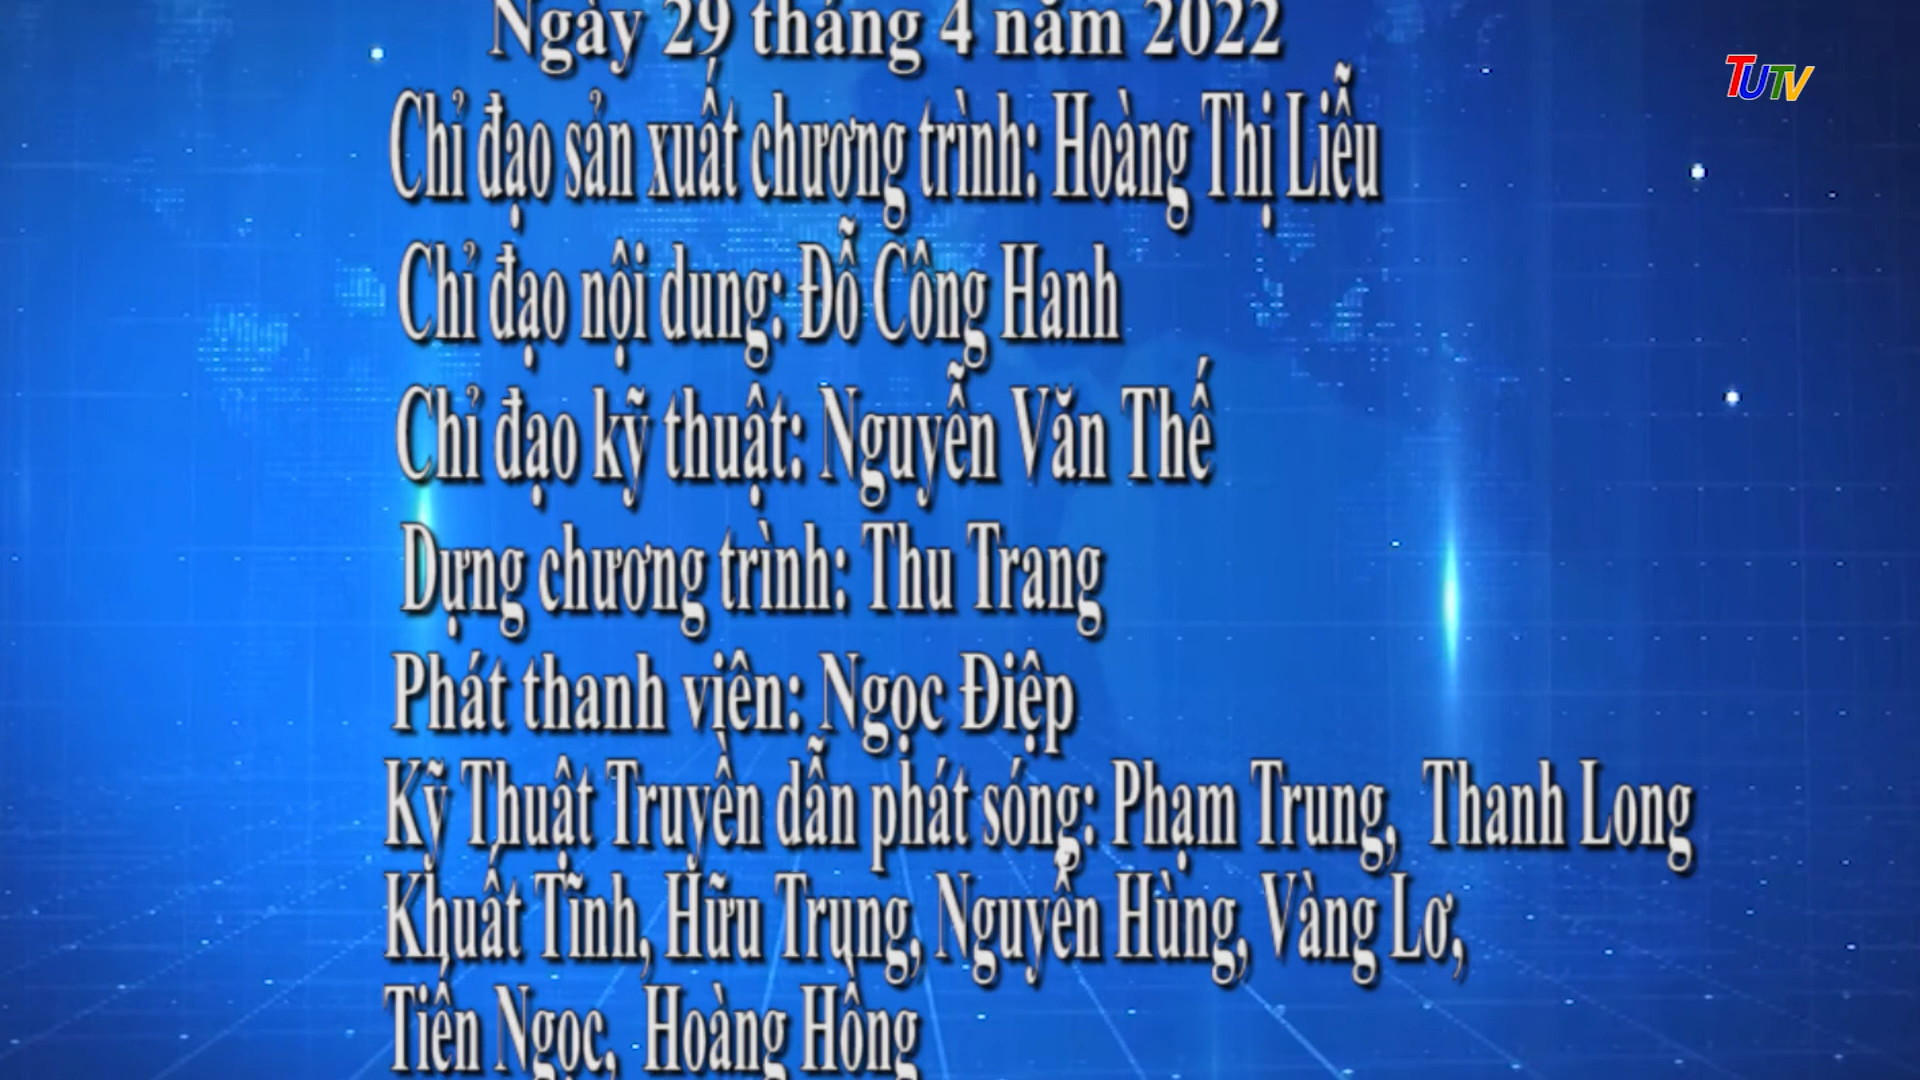 Ngày 29 tháng 4 năm 2022
TUTV
Chỉ đạo sản xuất chương trình: Hoàng Thị Liễu
Chỉ đạo nội dung: Đỗ Công Hanh
Chỉ đạo kỹ thuật: Nguyễn Văn Thế
Dựng chương trình: Thu Trang
Phát thanh viên: Ngọc Điệp
Kỹ Thuật Truyền dẫn phát sóng: Phạm Trung, Thanh Long
Khuất Tĩnh, Hữu Trung, Nguyễn Hùng, Vàng Lơ,
Tiến Ngọc, Hoàng Hồng